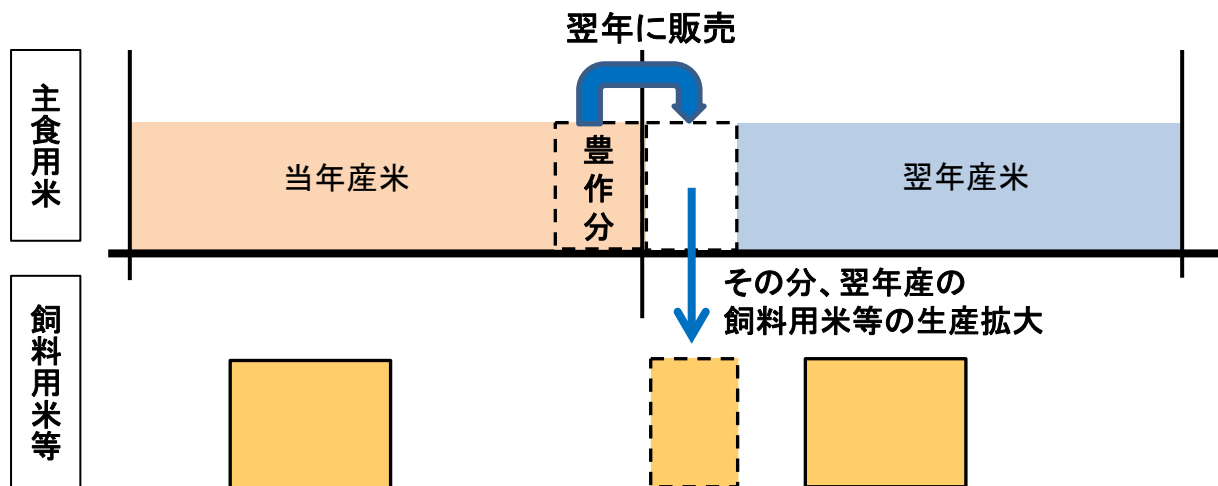 翌年に販売
主食用米
当年産米
豊作分
翌年産米
その分、翌年産の
飼料用米等の生産拡大
飼料用米等